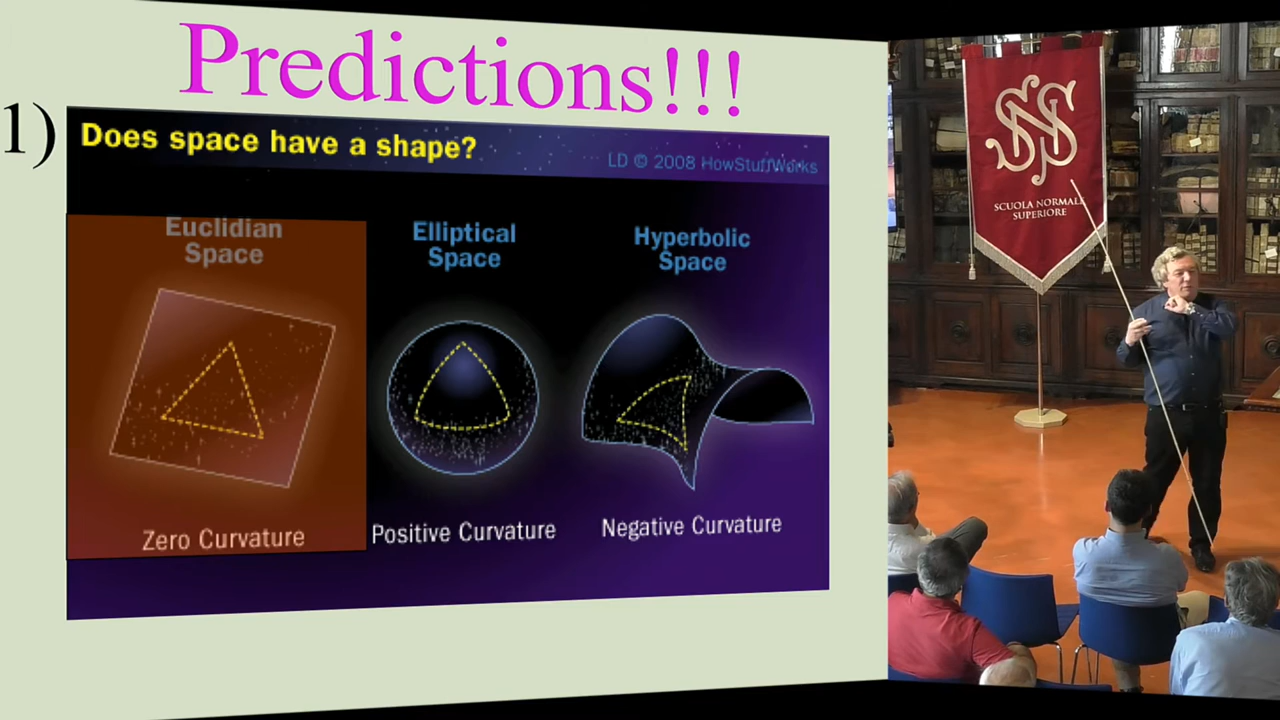 Predictions!!!
1)
Does space have a shape?
LD © 2008 HowStuffWorks
Euclidian
Space
Elliptical
Space
Hyperbolic
Space
Zero Curvature
Positive Curvature
Negative Curvature
SNS
SCUOLA NORMALE
SUPERIORE